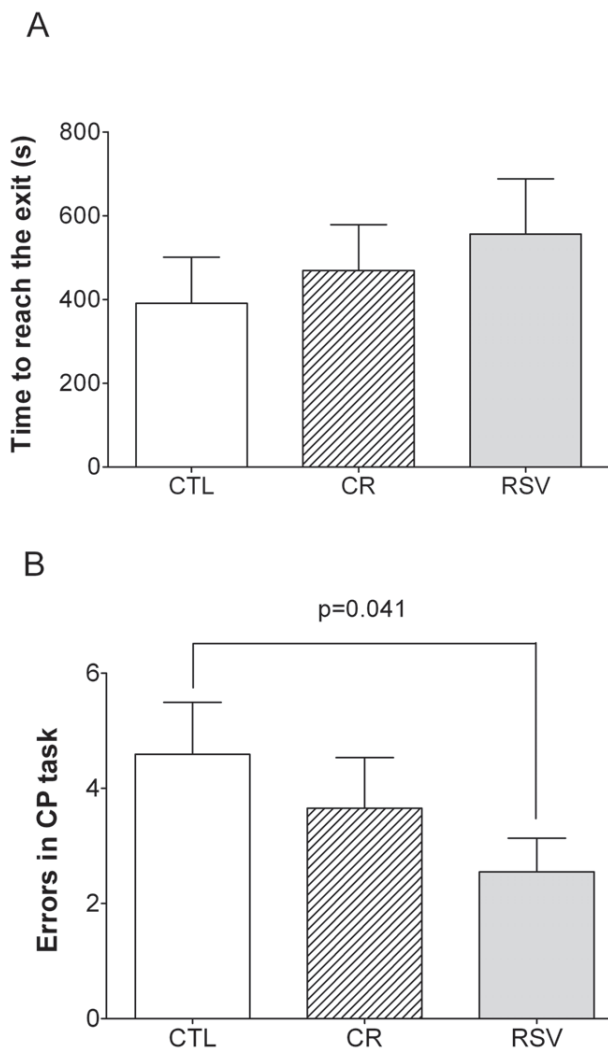 A
Time to reach the exit (s)
800
600
400
200
0
CTL CR RSV
B
p=0.041
Errors in CP task
6
4
2
0
CTL CR RSV